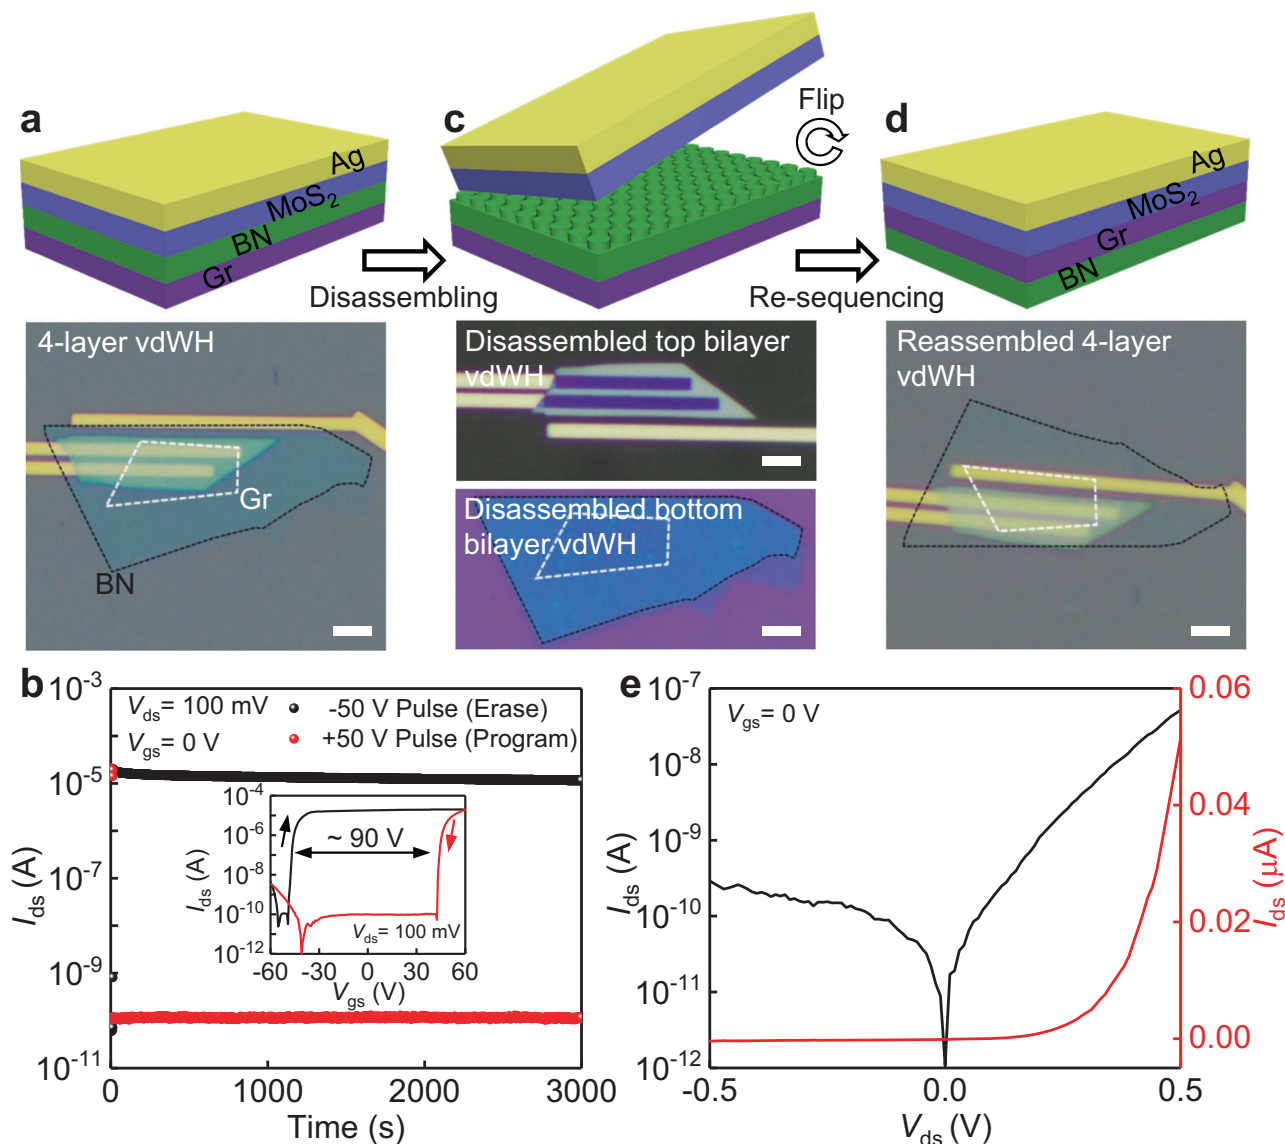 a
Ag
MoS2
BN
Gr
Disassembling
c
Flip
Re-sequencing
d
Ag
MoS2
Gr
BN
4-layer vdWH
Gr
BN
Disassembled top bilayer
vdWH
Disassembled bottom
bilayer vdWH
Reassembled 4-layer
vdWH
b
Vds= 100 mV
Vgs= 0 V
-50 V Pulse (Erase)
+50 V Pulse (Program)
10-3
10-5
10-7
10-9
10-11
Ids (A)
0
1000
2000
3000
Time (s)
10-4
10-6
10-8
10-10
10-12
Ids (A)
~ 90 V
Vds= 100 mV
-60
-30
0
30
60
Vgs (V)
e
Vgs= 0 V
10-7
10-8
10-9
10-10
10-11
10-12
Ids (A)
-0.5
0.0
0.5
Vds (V)
0.06
0.04
0.02
0.00
Ids (μA)